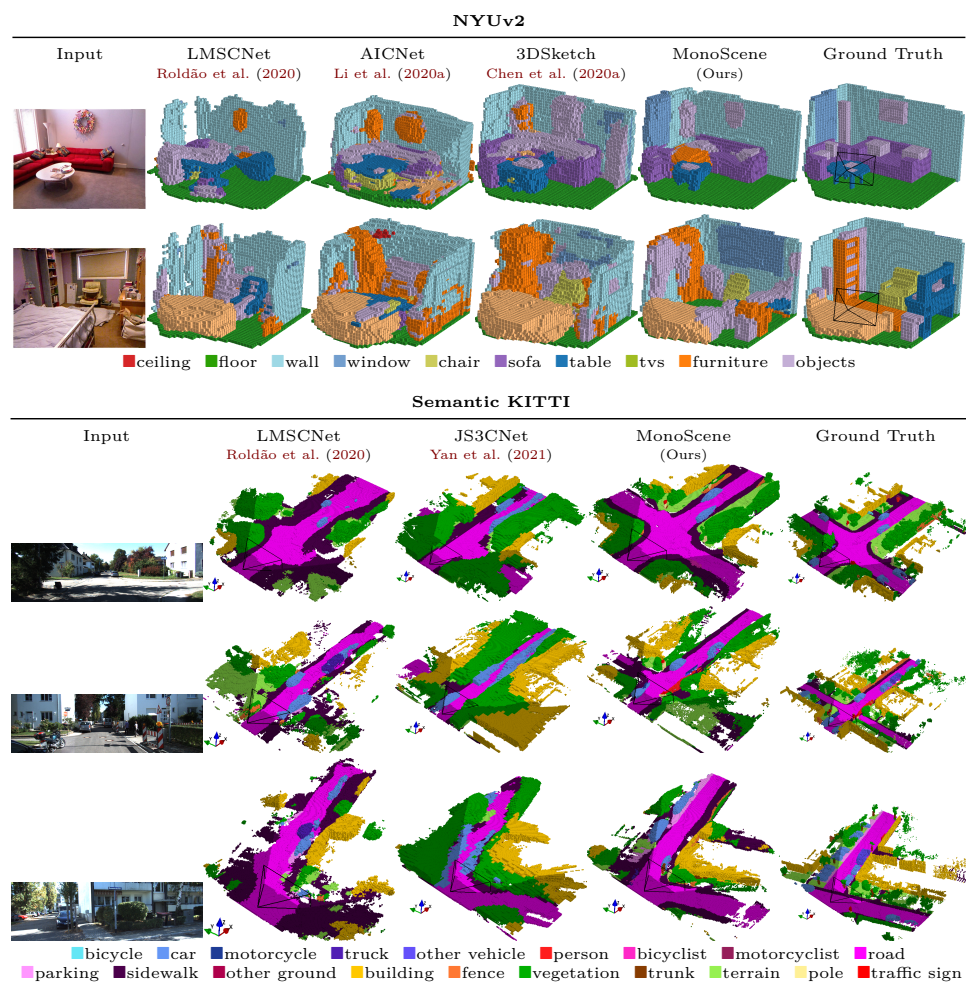 NYUv2
Input LMSCNet AICNet 3DSketch MonoScene Ground Truth
Roldão et al. (2020) Li et al. (2020a) Chen et al. (2020a) (Ours)
ceiling floor wall window chair sofa table tvs furniture objects
Semantic KITTI
Input LMSCNet JS3CNet MonoScene Ground Truth
Roldão et al. (2020) Yan et al. (2021) (Ours)
bicycle car motorcycle truck other vehicle person bicyclist motorcyclist road
parking sidewalk other ground building fence vegetation trunk terrain pole traffic sign